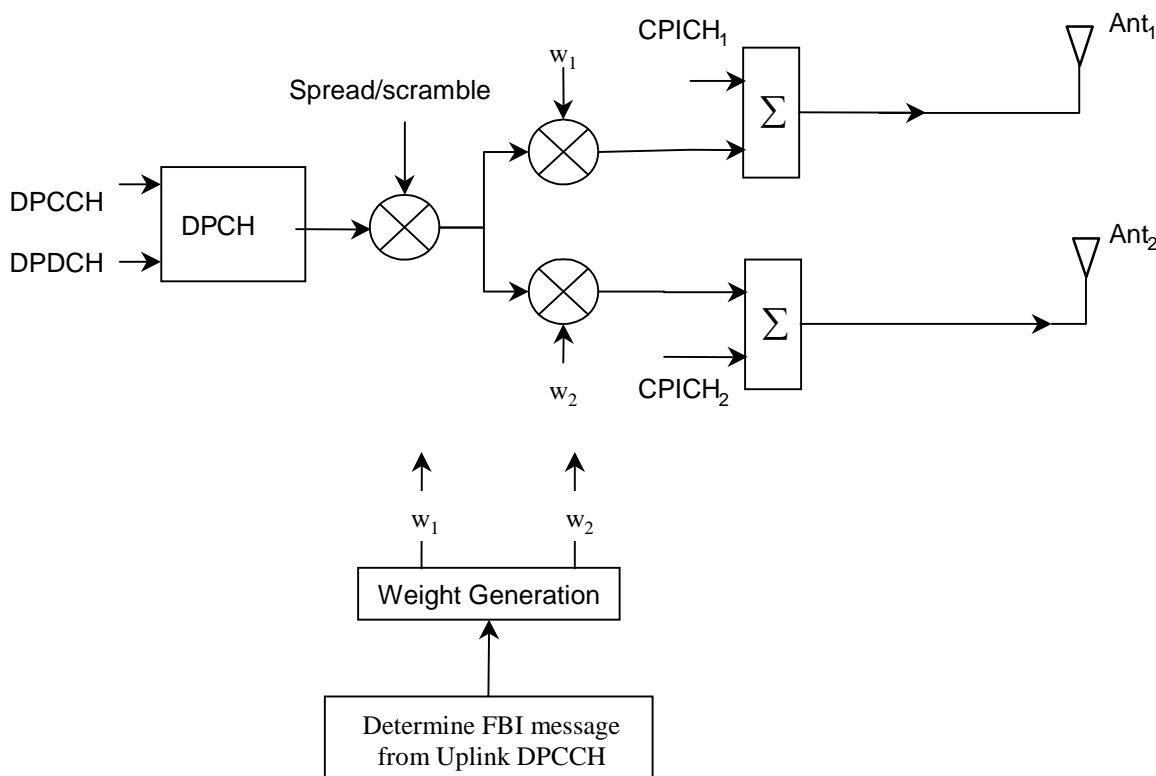 Ant₁
CPICH₁
w₁
Spread/scramble
Σ
DPCCH
DPCH
DPDCH
Ant₂
Σ
w₂
CPICH₂
w₁
w₂
Weight Generation
Determine FBI message
from Uplink DPCCH